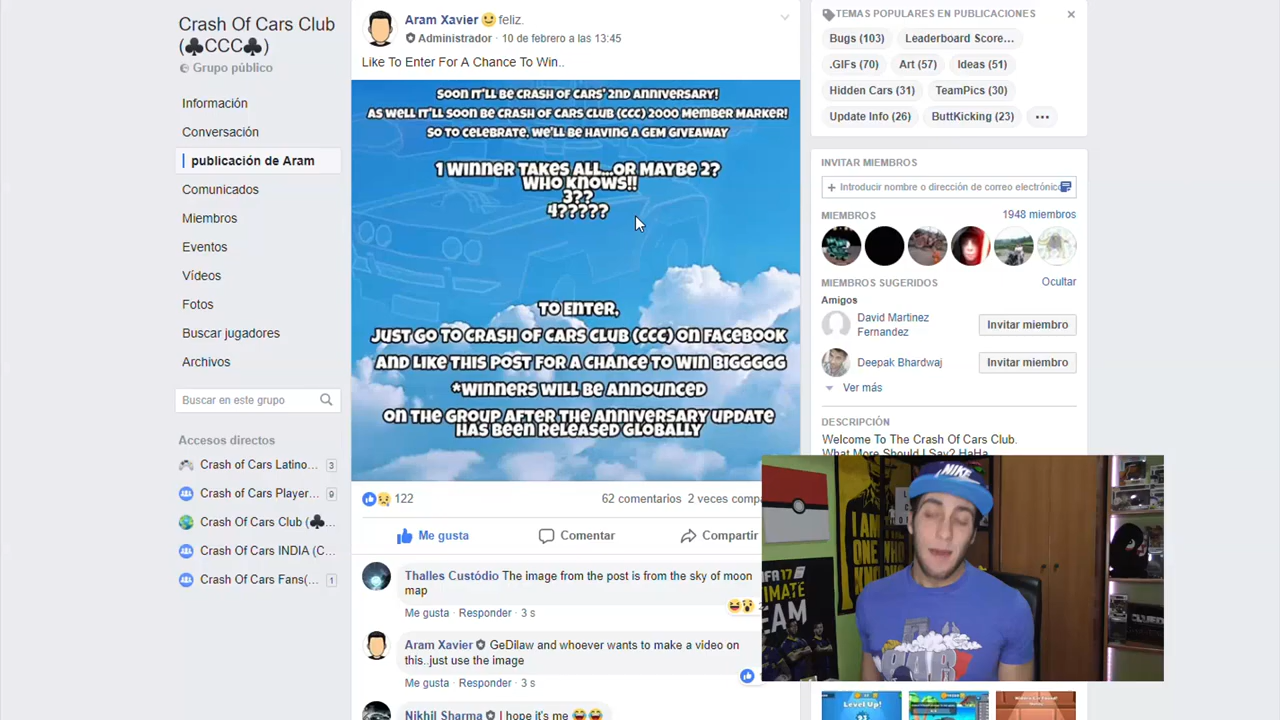 Crash Of Cars Club
(♣CCC♣)
Grupo público
Información
Conversación
publicación de Aram
Comunicados
Miembros
Eventos
Vídeos
Fotos
Buscar jugadores
Archivos
Buscar en este grupo
Accesos directos
Crash of Cars Latino... 3
Crash of Cars Player... 9
Crash Of Cars Club (♣...
Crash Of Cars INDIA (C...
Crash Of Cars Fans(... 1
Aram Xavier 😉 feliz.
Administrador · 10 de febrero a las 13:45
Like To Enter For A Chance To Win..
SOON IT'LL BE CRASH OF CARS' 2ND ANNIVERSARY!
AS WELL IT'LL SOON BE CRASH OF CARS CLUB (CCC) 2000 MEMBER MARKER!
SO TO CELEBRATE, WE'LL BE HAVING A GEM GIVEAWAY
1 WINNER TAKES ALL...OR MAYBE 2?
WHO KNOWS!!
3??
4?????
TO ENTER,
JUST GO TO CRASH OF CARS CLUB (CCC) ON FACEBOOK
AND LIKE THIS POST FOR A CHANCE TO WIN BIGGGGG
*WINNERS WILL BE ANNOUNCED
ON THE GROUP AFTER THE ANNIVERSARY UPDATE
HAS BEEN RELEASED GLOBALLY
122 62 comentarios 2 veces compa
Me gusta Comentar Compartir
Thalles Custódio The image from the post is from the sky of moon
map
Me gusta · Responder · 3 s
Aram Xavier GeDilaw and whoever wants to make a video on
this..just use the image
Me gusta · Responder · 3 s
Nikhil Sharma I hope it's me 😂😂
TEMAS POPULARES EN PUBLICACIONES
Bugs (103) Leaderboard Score...
.GIFs (70) Art (57) Ideas (51)
Hidden Cars (31) TeamPics (30)
Update Info (26) ButtKicking (23) ...
INVITAR MIEMBROS
+ Introducir nombre o dirección de correo electrónico
MIEMBROS 1948 miembros
MIEMBROS SUGERIDOS Ocultar
Amigos
David Martinez
Fernandez
Invitar miembro
Deepak Bhardwaj
Invitar miembro
Ver más
DESCRIPCIÓN
Welcome To The Crash Of Cars Club.
What More Should I Say? HaHa
NIKE
I AM THE
ONE WHO
FIFA 17
ULTIMATE
TEAM
Level Up!